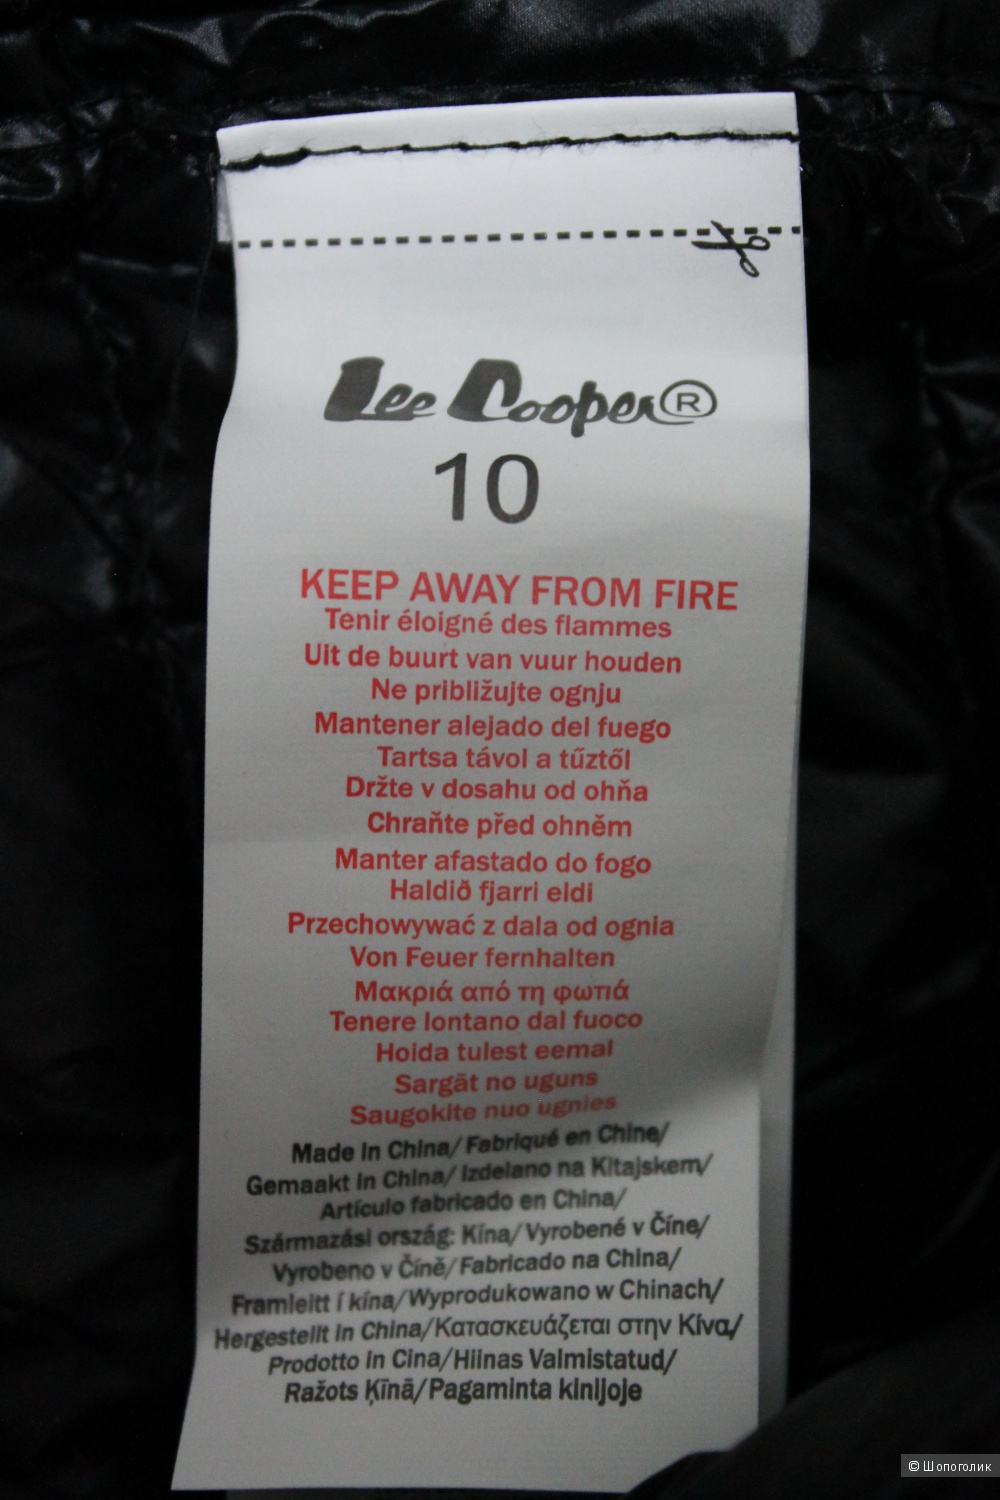 Lee Cooper®
10
KEEP AWAY FROM FIRE
Tenir éloigné des flammes
Uit de buurt van vuur houden
Ne približujte ognju
Mantener alejado del fuego
Tartsa távol a tűztől
Držte v dosahu od ohňa
Chraňte před ohněm
Manter afastado do fogo
Haldið fjarri eldi
Przechowywać z dala od ognia
Von Feuer fernhalten
Μακριά από τη φωτιά
Tenere lontano dal fuoco
Hoida tulest eemal
Sargāt no uguns
Saugokite nuo ugnies
Made in China/ Fabriqué en Chine/
Gemaakt in China/ Izdelano na Kitajskem/
Artículo fabricado en China/
Származási ország: Kína/ Vyrobené v Číne/
Vyrobeno v Číně/ Fabricado na China/
Framleitt í kína/ Wyprodukowano w Chinach/
Hergestellt in China/ Κατασκευάζεται στην Κίνα/
Prodotto in Cina/ Hiinas Valmistatud/
Ražots Ķīnā/ Pagaminta kinijoje
© Шопоголик